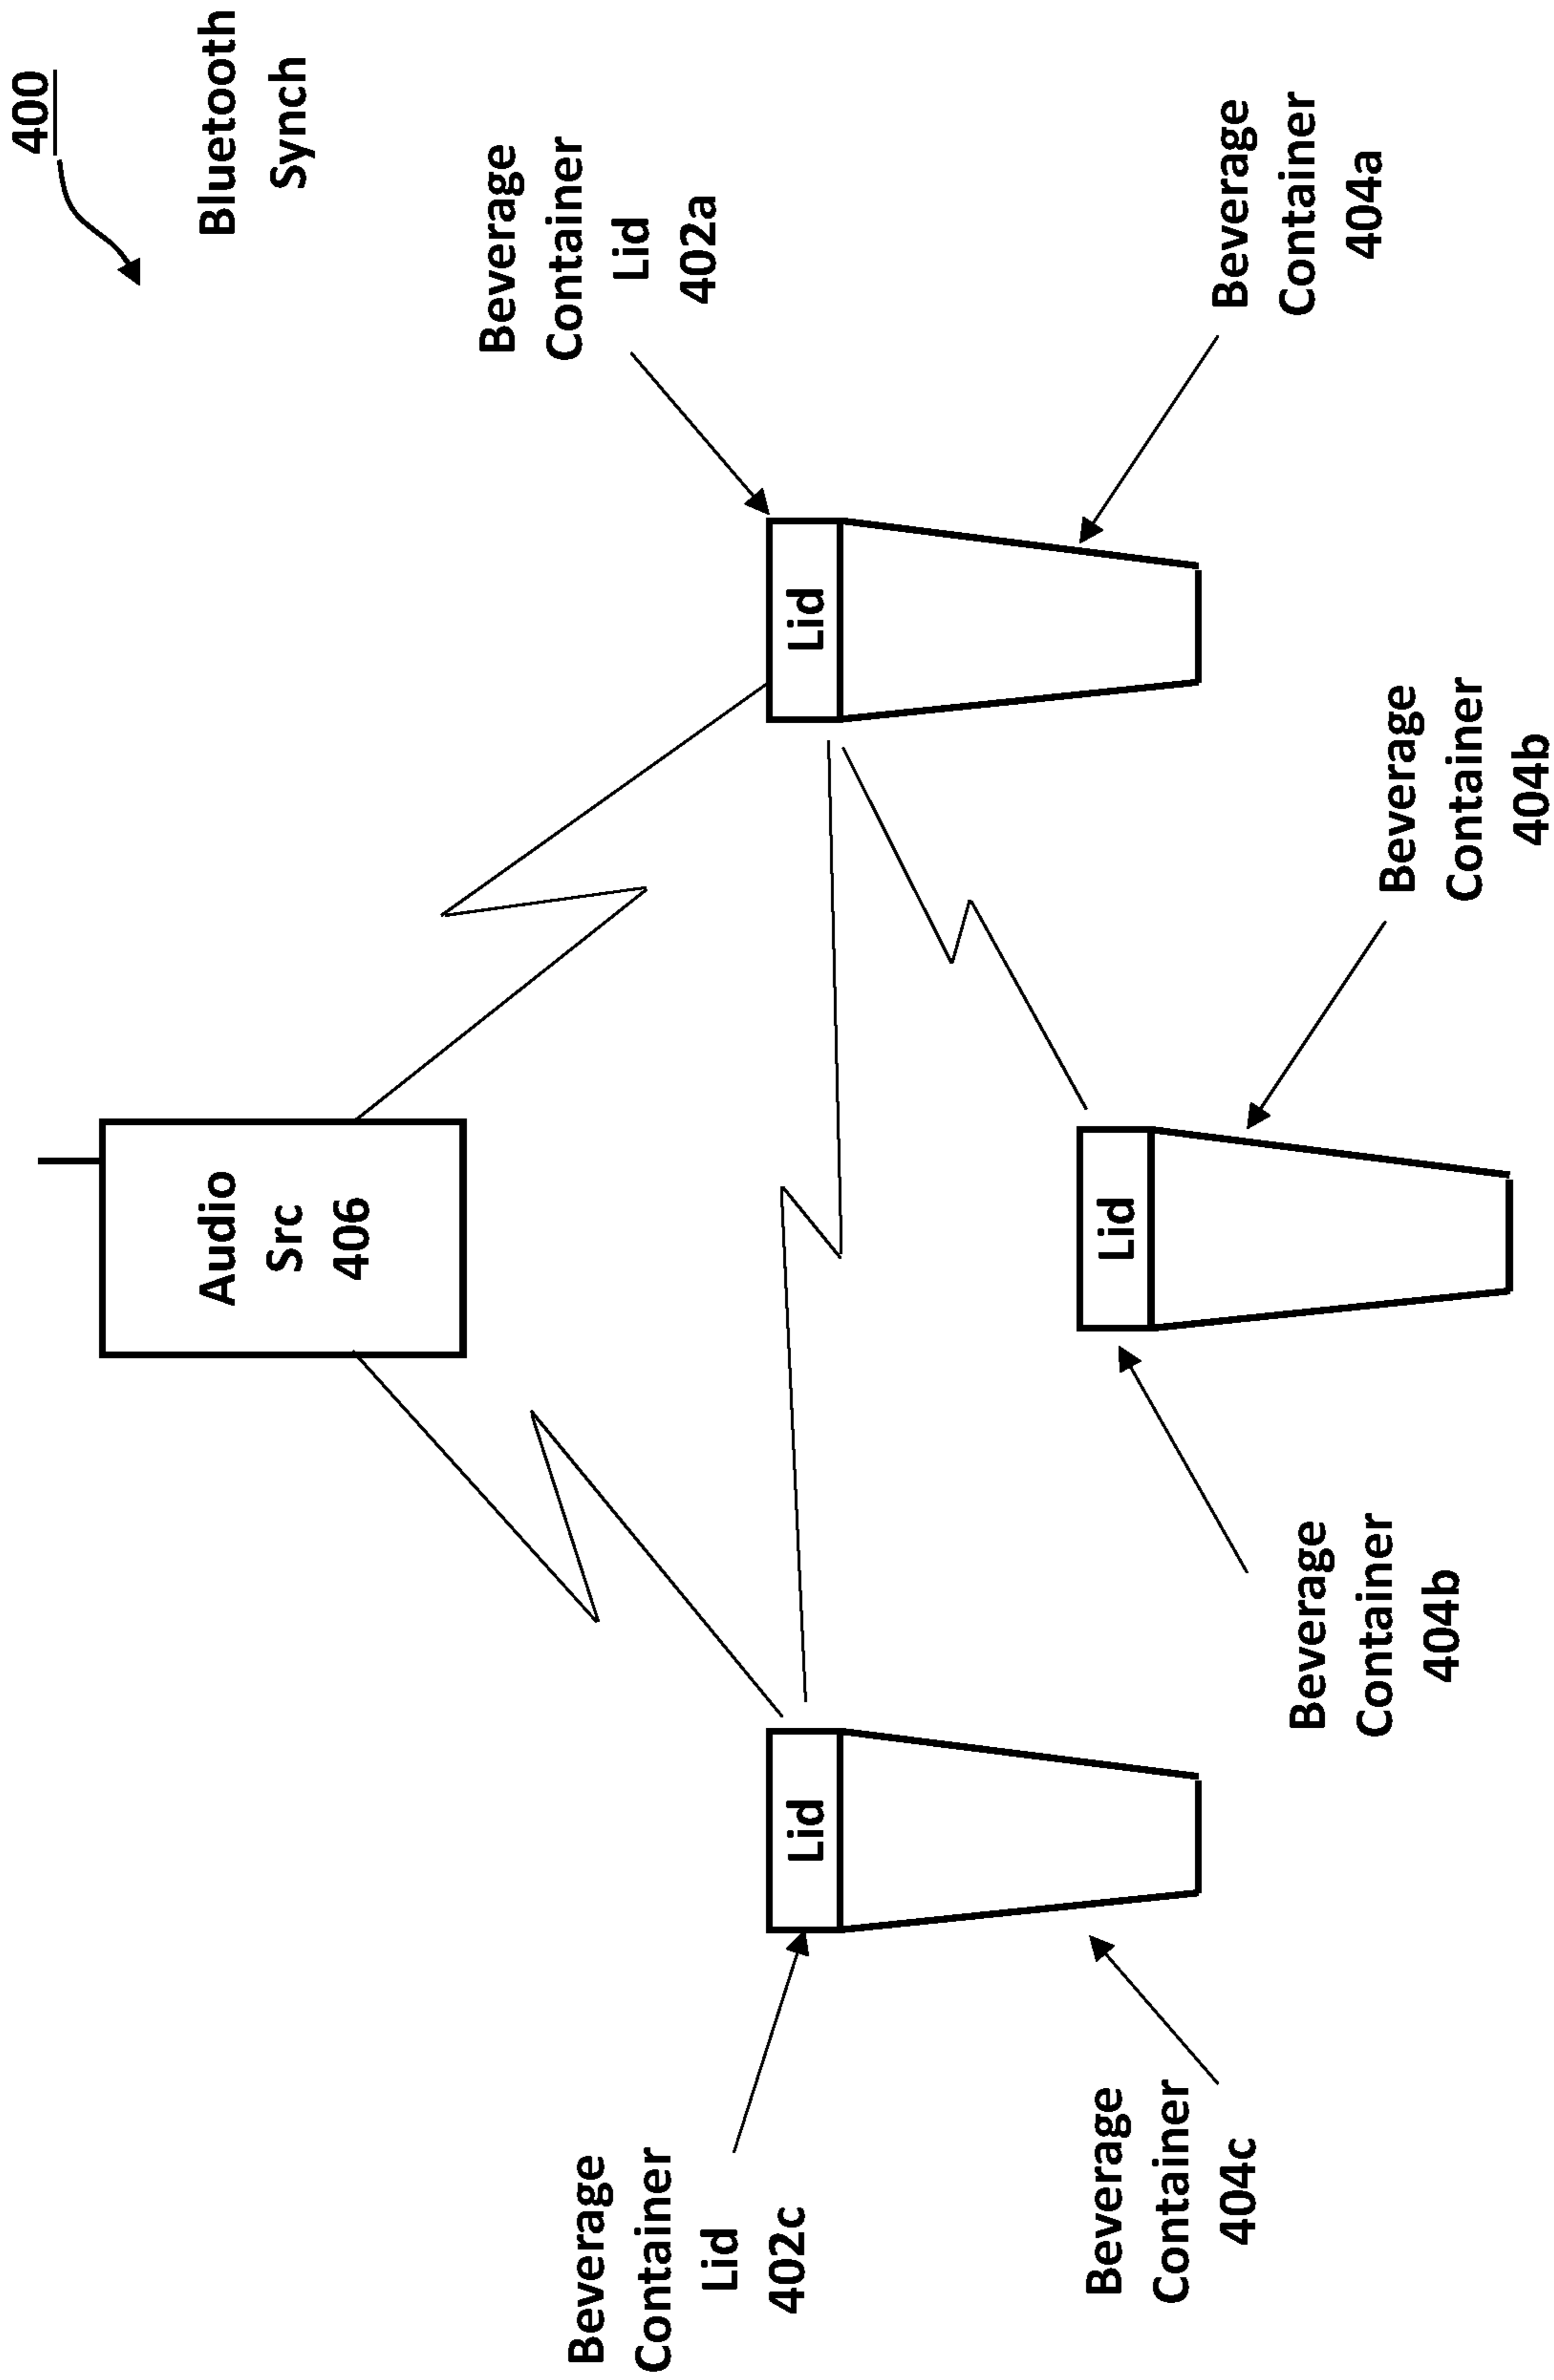 400
Bluetooth
Synch
Audio
Src
406
Beverage
Container
Lid
402a
Beverage
Container
Lid
402c
Lid
Lid
Lid
Beverage
Container
404a
Beverage
Container
404c
Beverage
Container
404b
Beverage
Container
404b